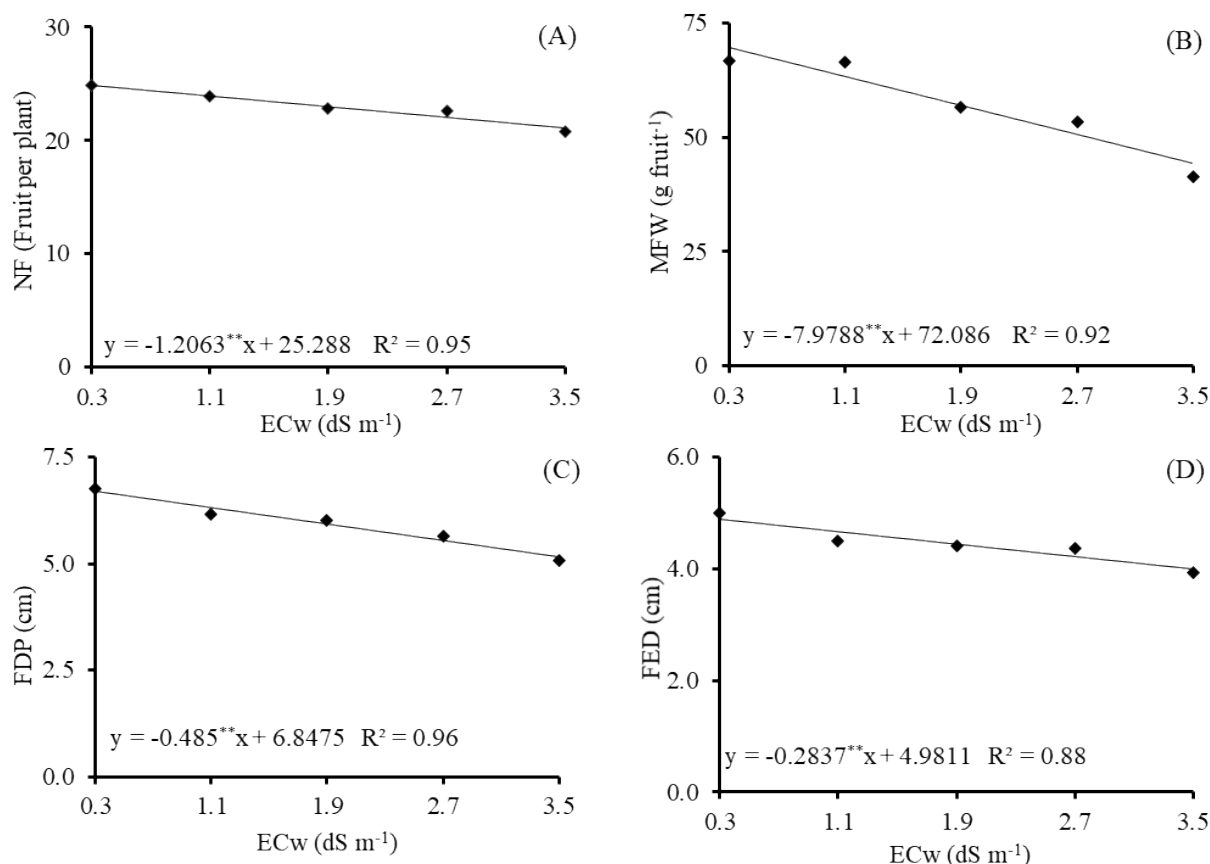 (A)
NF (Fruit per plant)
30
20
10
0
y = -1.2063**x + 25.288 R² = 0.95
0.3 1.1 1.9 2.7 3.5
ECw (dS m⁻¹)
(B)
MFW (g fruit⁻¹)
75
50
25
0
y = -7.9788**x + 72.086 R² = 0.92
0.3 1.1 1.9 2.7 3.5
ECw (dS m⁻¹)
(C)
FDP (cm)
7.5
5.0
2.5
0.0
y = -0.485**x + 6.8475 R² = 0.96
0.3 1.1 1.9 2.7 3.5
ECw (dS m⁻¹)
(D)
FED (cm)
6.0
4.0
2.0
0.0
y = -0.2837**x + 4.9811 R² = 0.88
0.3 1.1 1.9 2.7 3.5
ECw (dS m⁻¹)